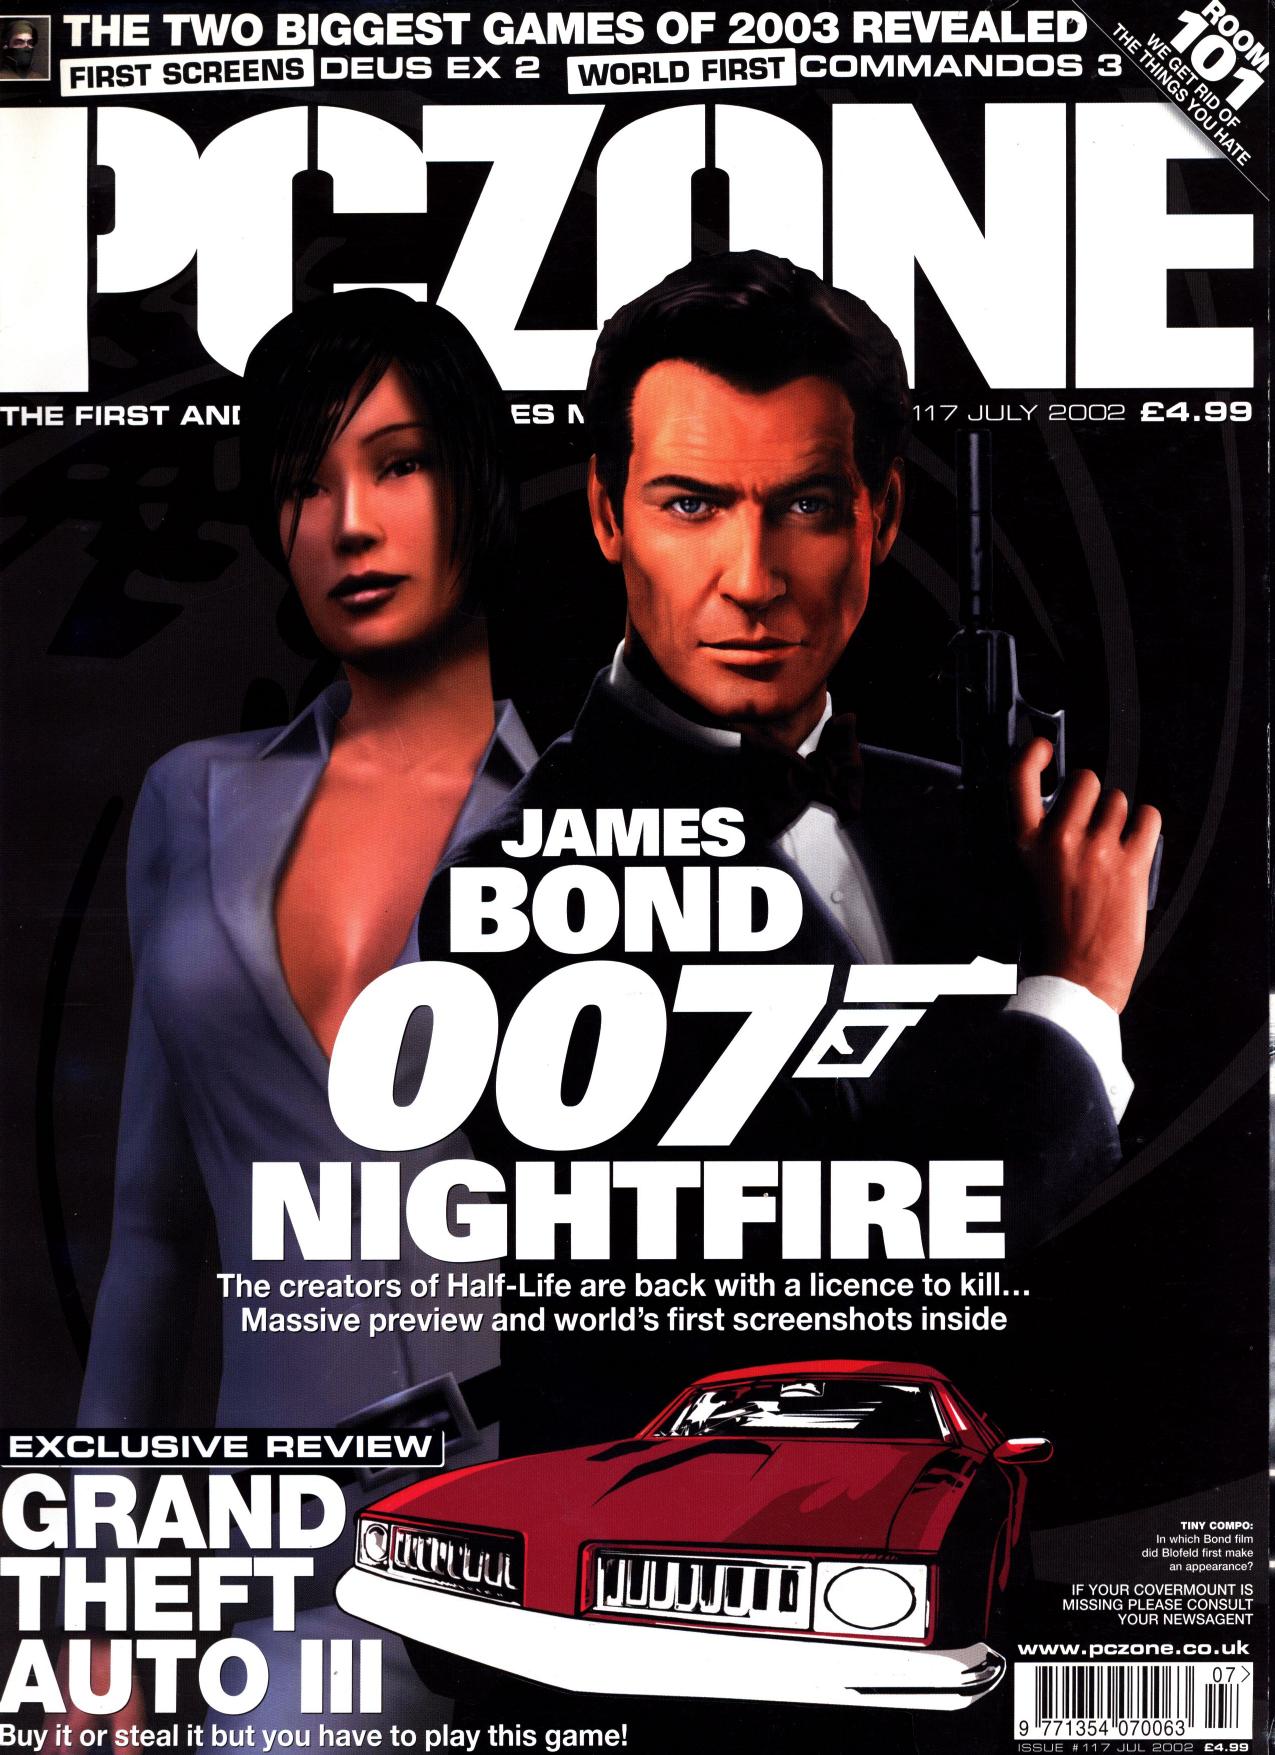 THE TWO BIGGEST GAMES OF 2003 REVEALED
FIRST SCREENS DEUS EX 2 WORLD FIRST COMMANDOS 3
ROOM
101
WE GET RID OF
THE THINGS YOU HATE
PCZONE
THE FIRST AND ES M 117 JULY 2002 £4.99
JAMES
BOND
007
NIGHTFIRE
The creators of Half-Life are back with a licence to kill...
Massive preview and world's first screenshots inside
EXCLUSIVE REVIEW
GRAND
THEFT
AUTO III
Buy it or steal it but you have to play this game!
TINY COMPO:
In which Bond film
did Blofeld first make
an appearance?
IF YOUR COVERMOUNT IS
MISSING PLEASE CONSULT
YOUR NEWSAGENT
www.pczone.co.uk
07>
9 771354 070063
ISSUE #117 JUL 2002 £4.99